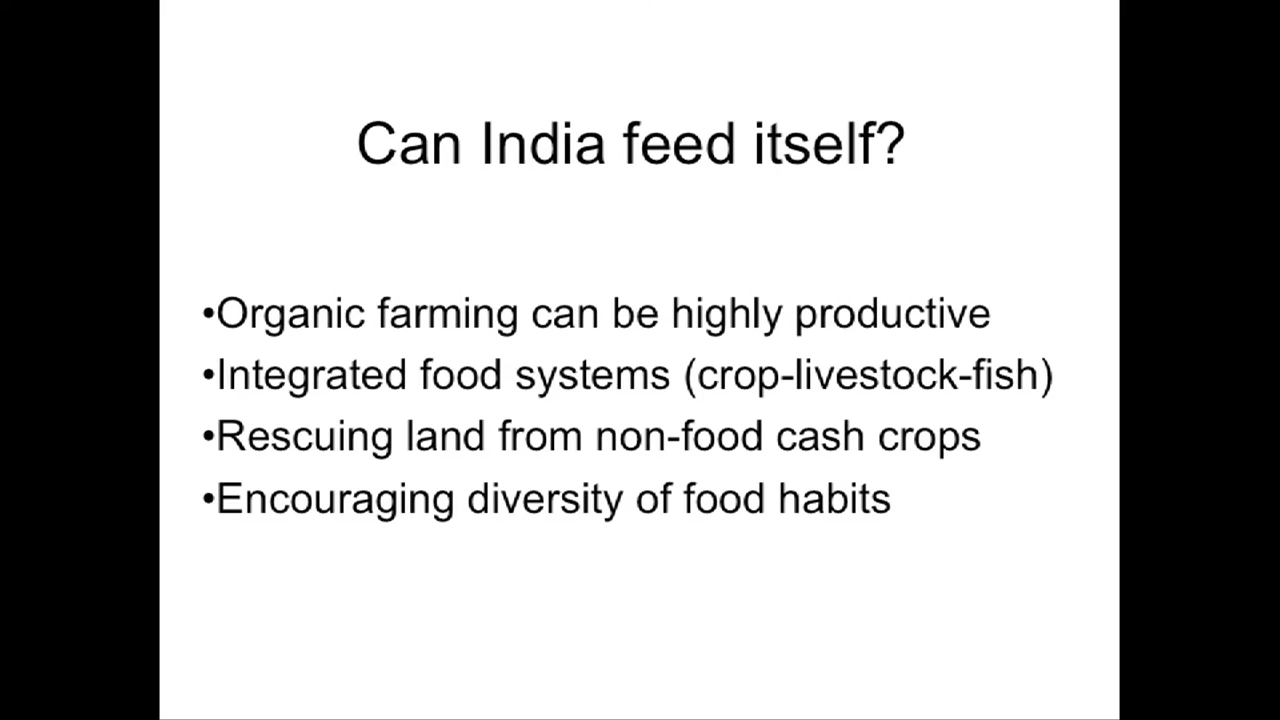 Can India feed itself?
•Organic farming can be highly productive
•Integrated food systems (crop-livestock-fish)
•Rescuing land from non-food cash crops
•Encouraging diversity of food habits